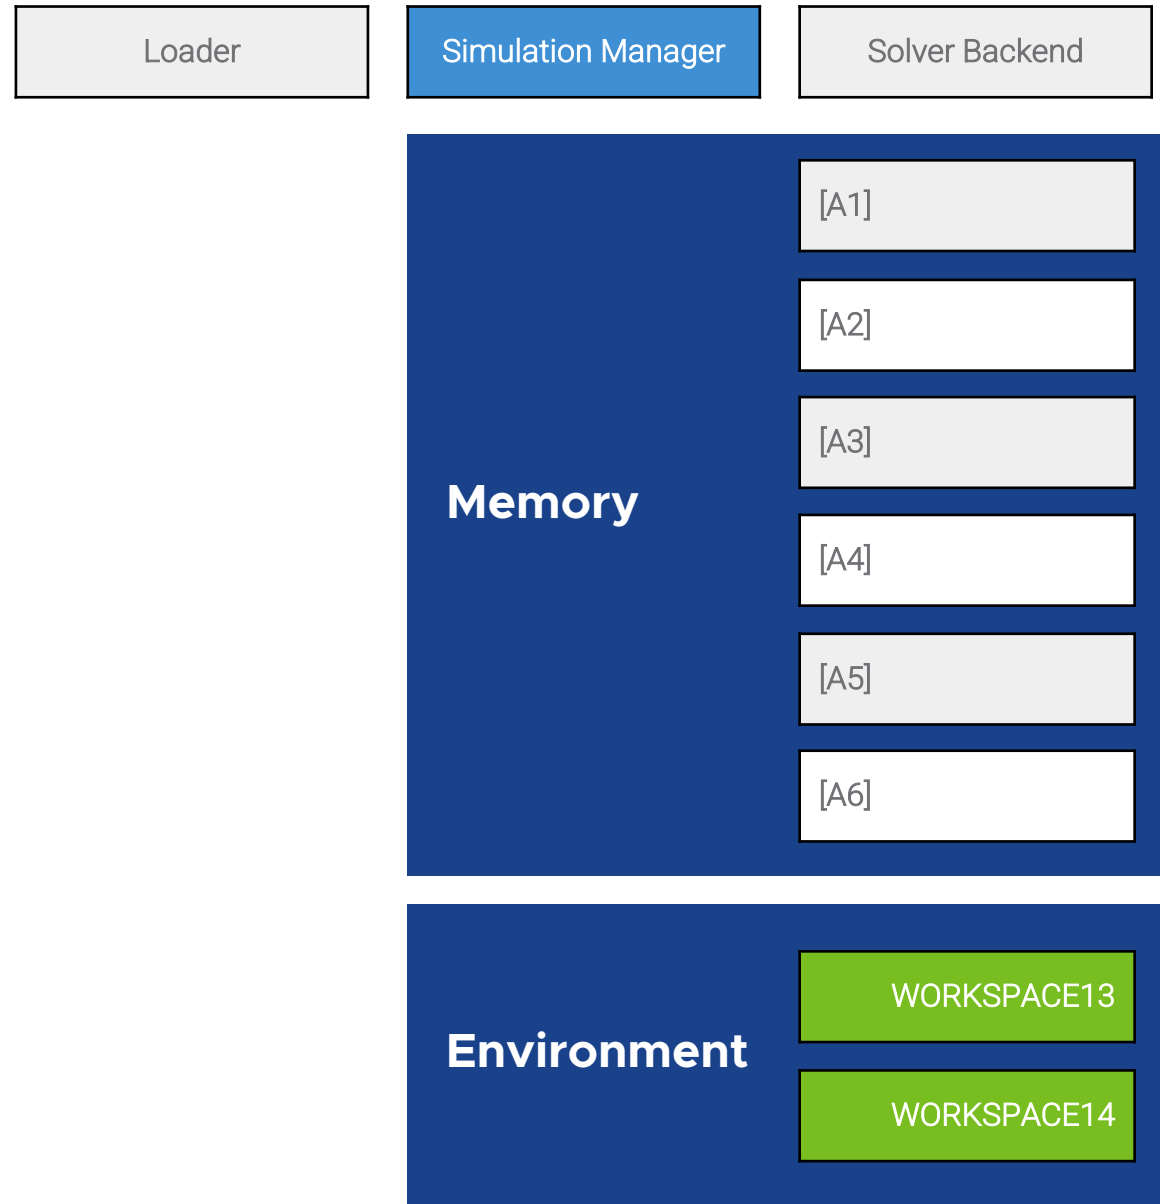 Loader
Simulation Manager
Solver Backend
[A1]
[A2]
[A3]
Memory
[A4]
[A5]
[A6]
WORKSPACE13
Environment
WORKSPACE14